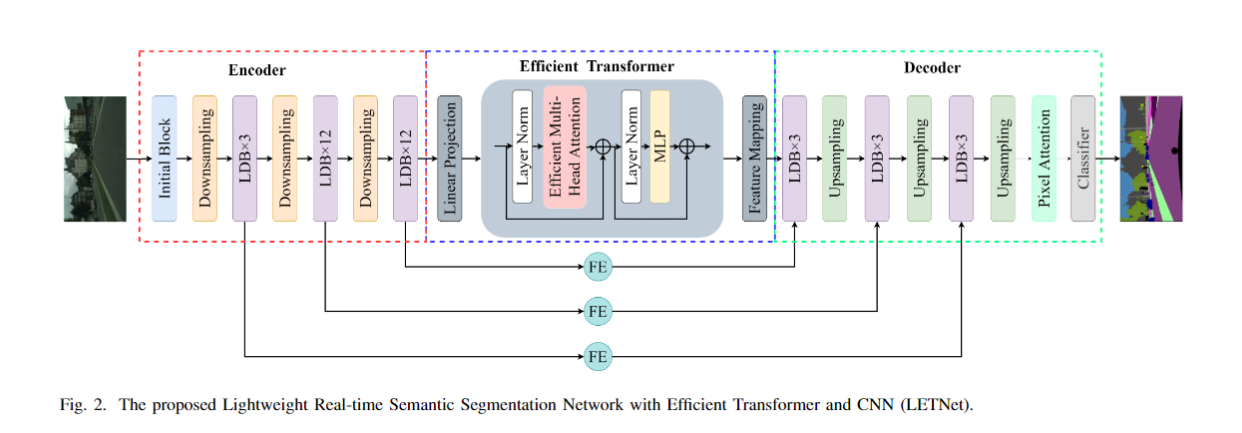 Encoder
Efficient Transformer
Decoder
Initial Block
Downsampling
LDB×3
Downsampling
LDB×12
Downsampling
LDB×12
Linear Projection
Layer Norm
Efficient Multi-
Head Attention
Layer Norm
MLP
Feature Mapping
LDB×3
Upsampling
LDB×3
Upsampling
LDB×3
Upsampling
Pixel Attention
Classifier
FE
FE
FE
Fig. 2. The proposed Lightweight Real-time Semantic Segmentation Network with Efficient Transformer and CNN (LETNet).